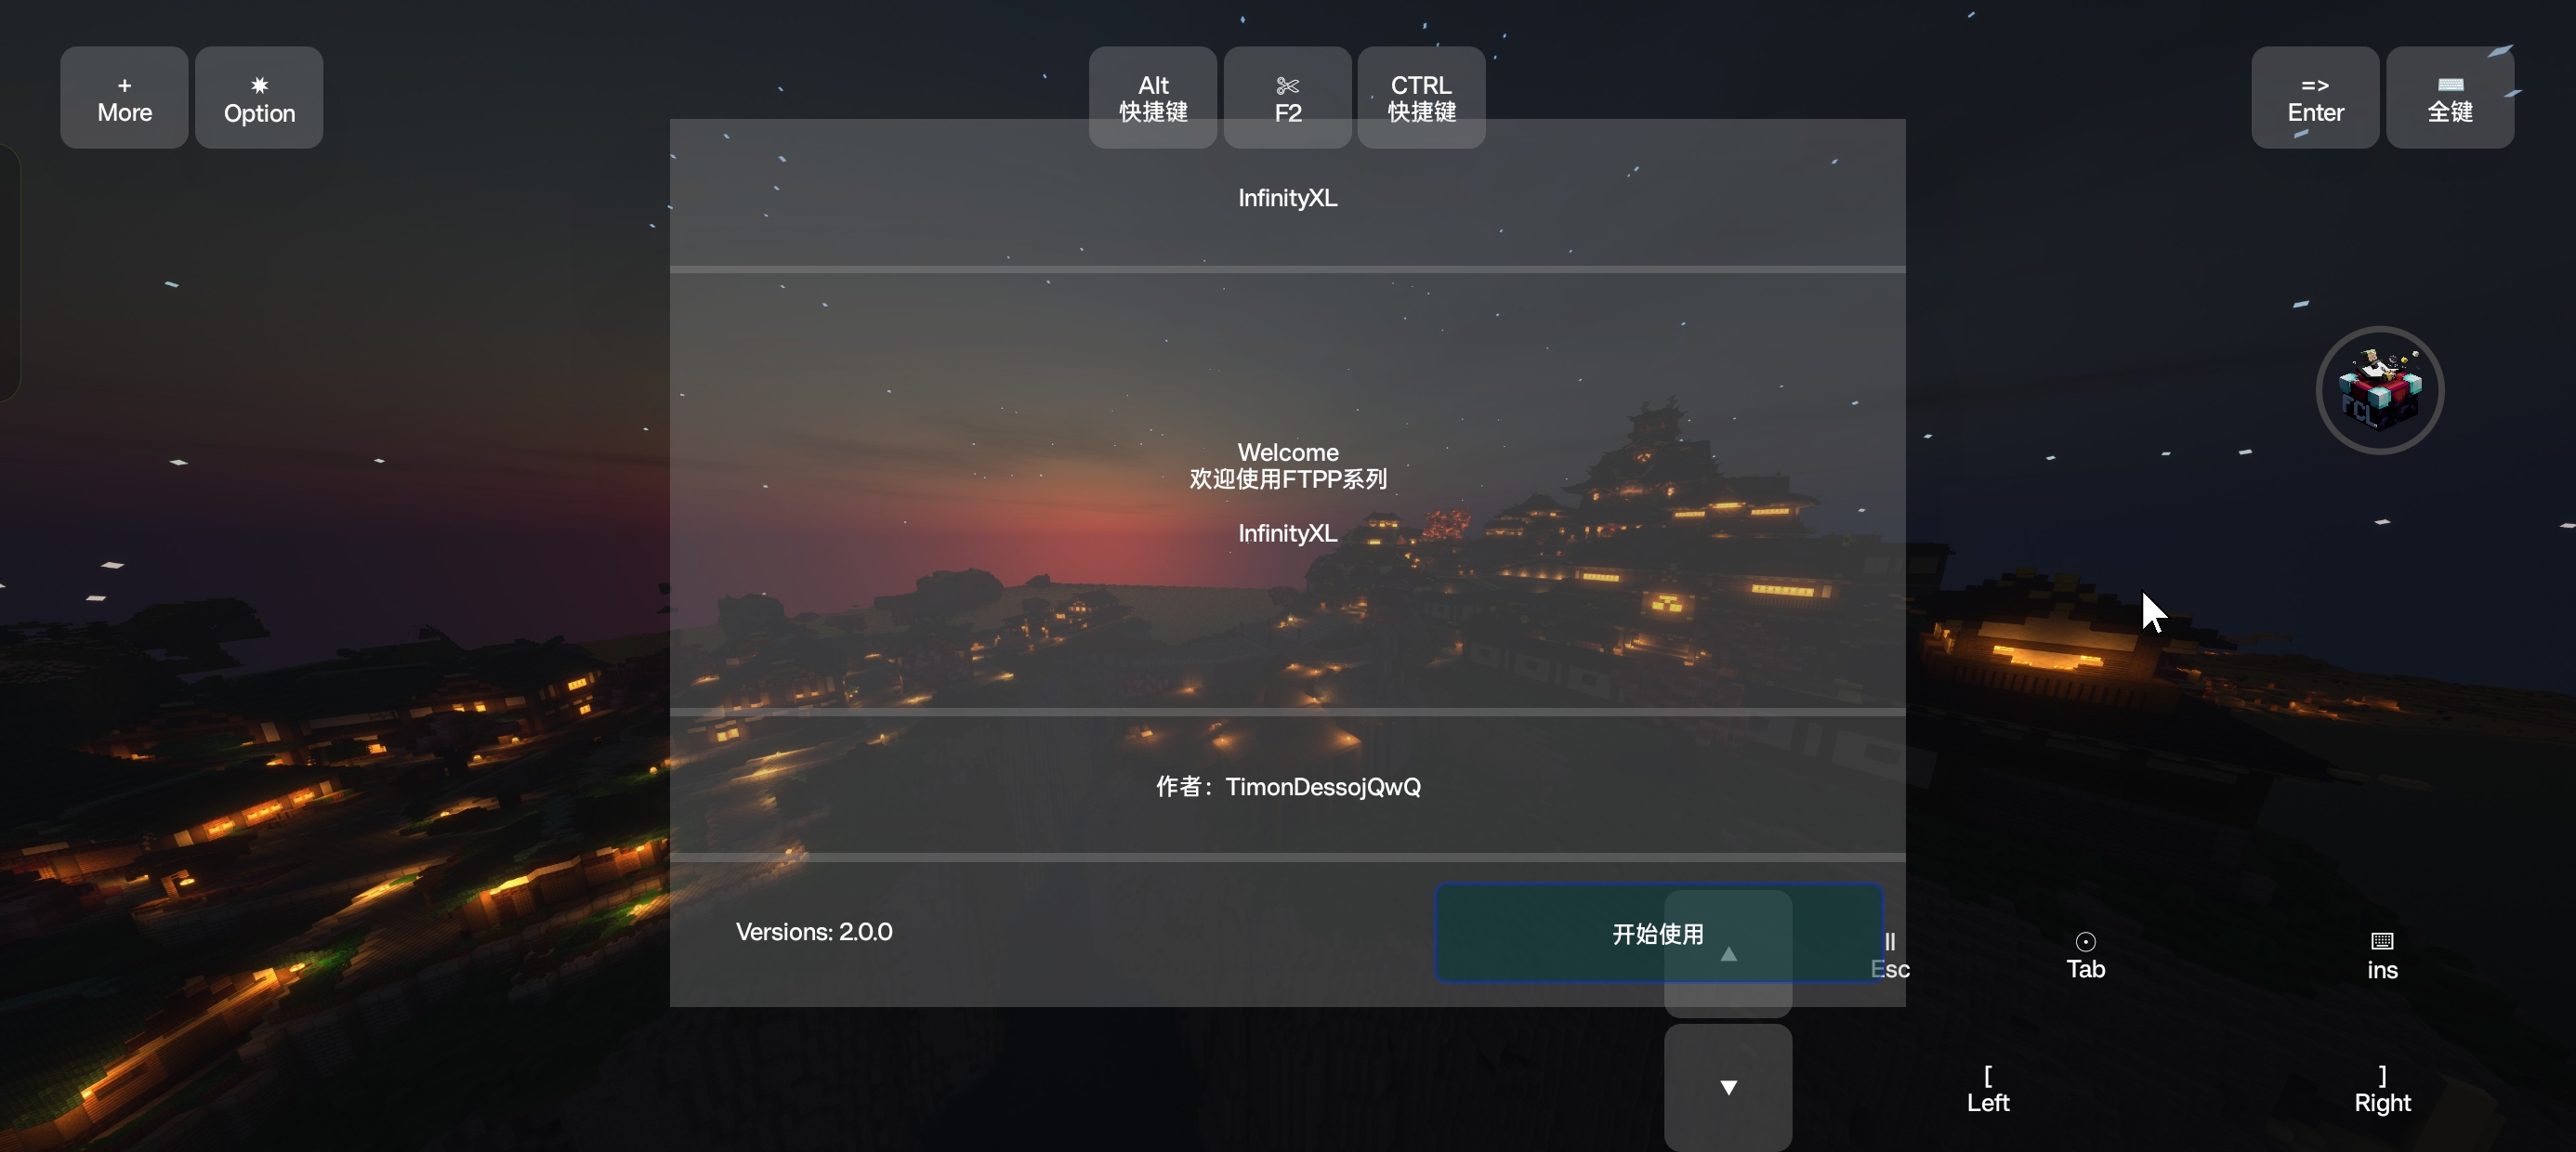 +
More
✸
Option
Alt
快捷键
✄
F2
CTRL
快捷键
=>
Enter
⌨
全键
InfinityXL
FCL
Welcome
欢迎使用FTPP系列
InfinityXL
作者：TimonDessojQwQ
Versions: 2.0.0
开始使用
▲
||
Esc
☉
Tab
⌨
ins
▼
[
Left
]
Right